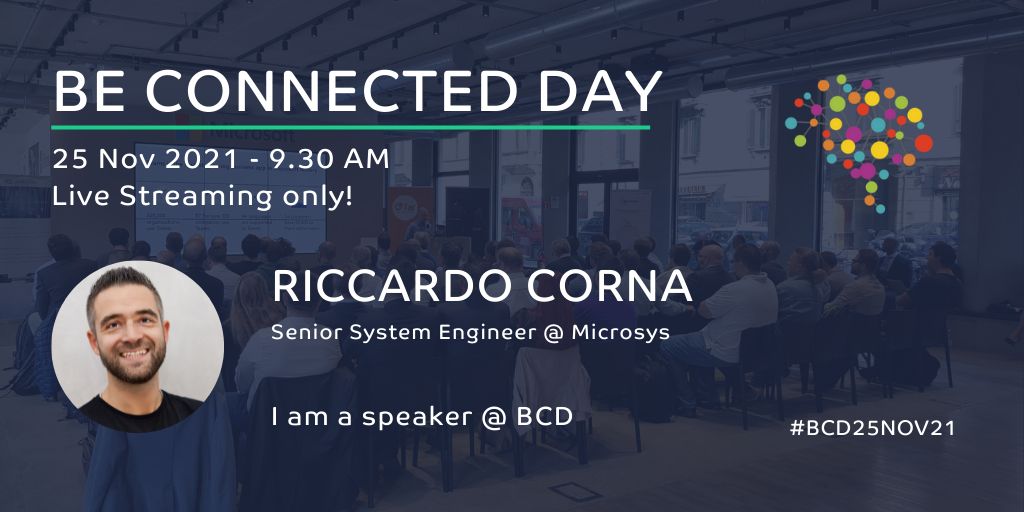 BE CONNECTED DAY
25 Nov 2021 - 9.30 AM
Live Streaming only!
Microsoft
RICCARDO CORNA
Senior System Engineer @ Microsys
I am a speaker @ BCD
#BCD25NOV21